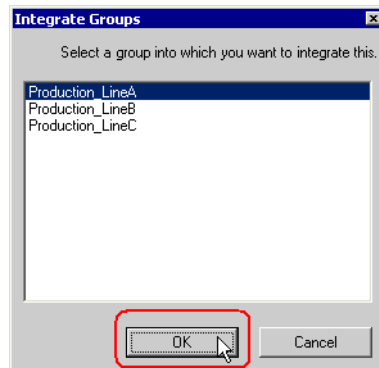 Integrate Groups
Select a group into which you want to integrate this.
Production_LineA
Production_LineB
Production_LineC
OK
Cancel